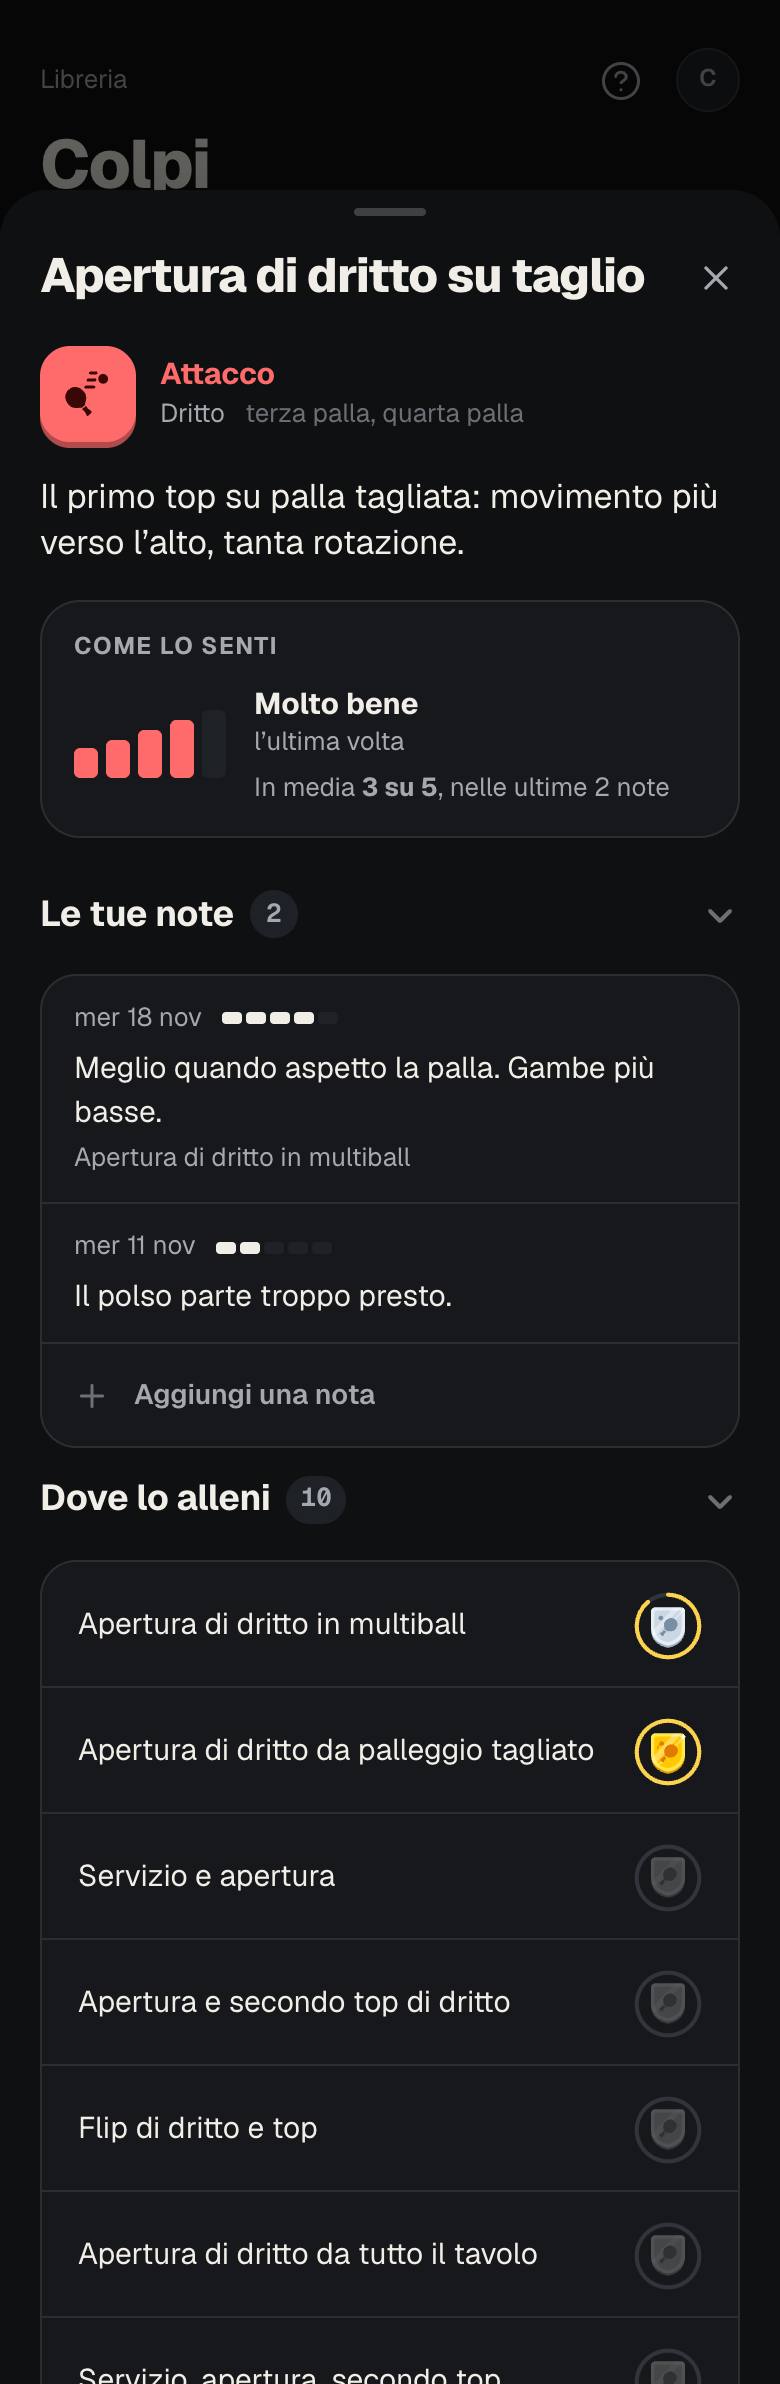 Libreria
C
Colpi
Apertura di dritto su taglio
Attacco
Dritto terza palla, quarta palla
Il primo top su palla tagliata: movimento più
verso l’alto, tanta rotazione.
COME LO SENTI
Molto bene
l’ultima volta
In media 3 su 5, nelle ultime 2 note
Le tue note 2
mer 18 nov
Meglio quando aspetto la palla. Gambe più
basse.
Apertura di dritto in multiball
mer 11 nov
Il polso parte troppo presto.
Aggiungi una nota
Dove lo alleni 10
Apertura di dritto in multiball
Apertura di dritto da palleggio tagliato
Servizio e apertura
Apertura e secondo top di dritto
Flip di dritto e top
Apertura di dritto da tutto il tavolo
Servizio, apertura, secondo top